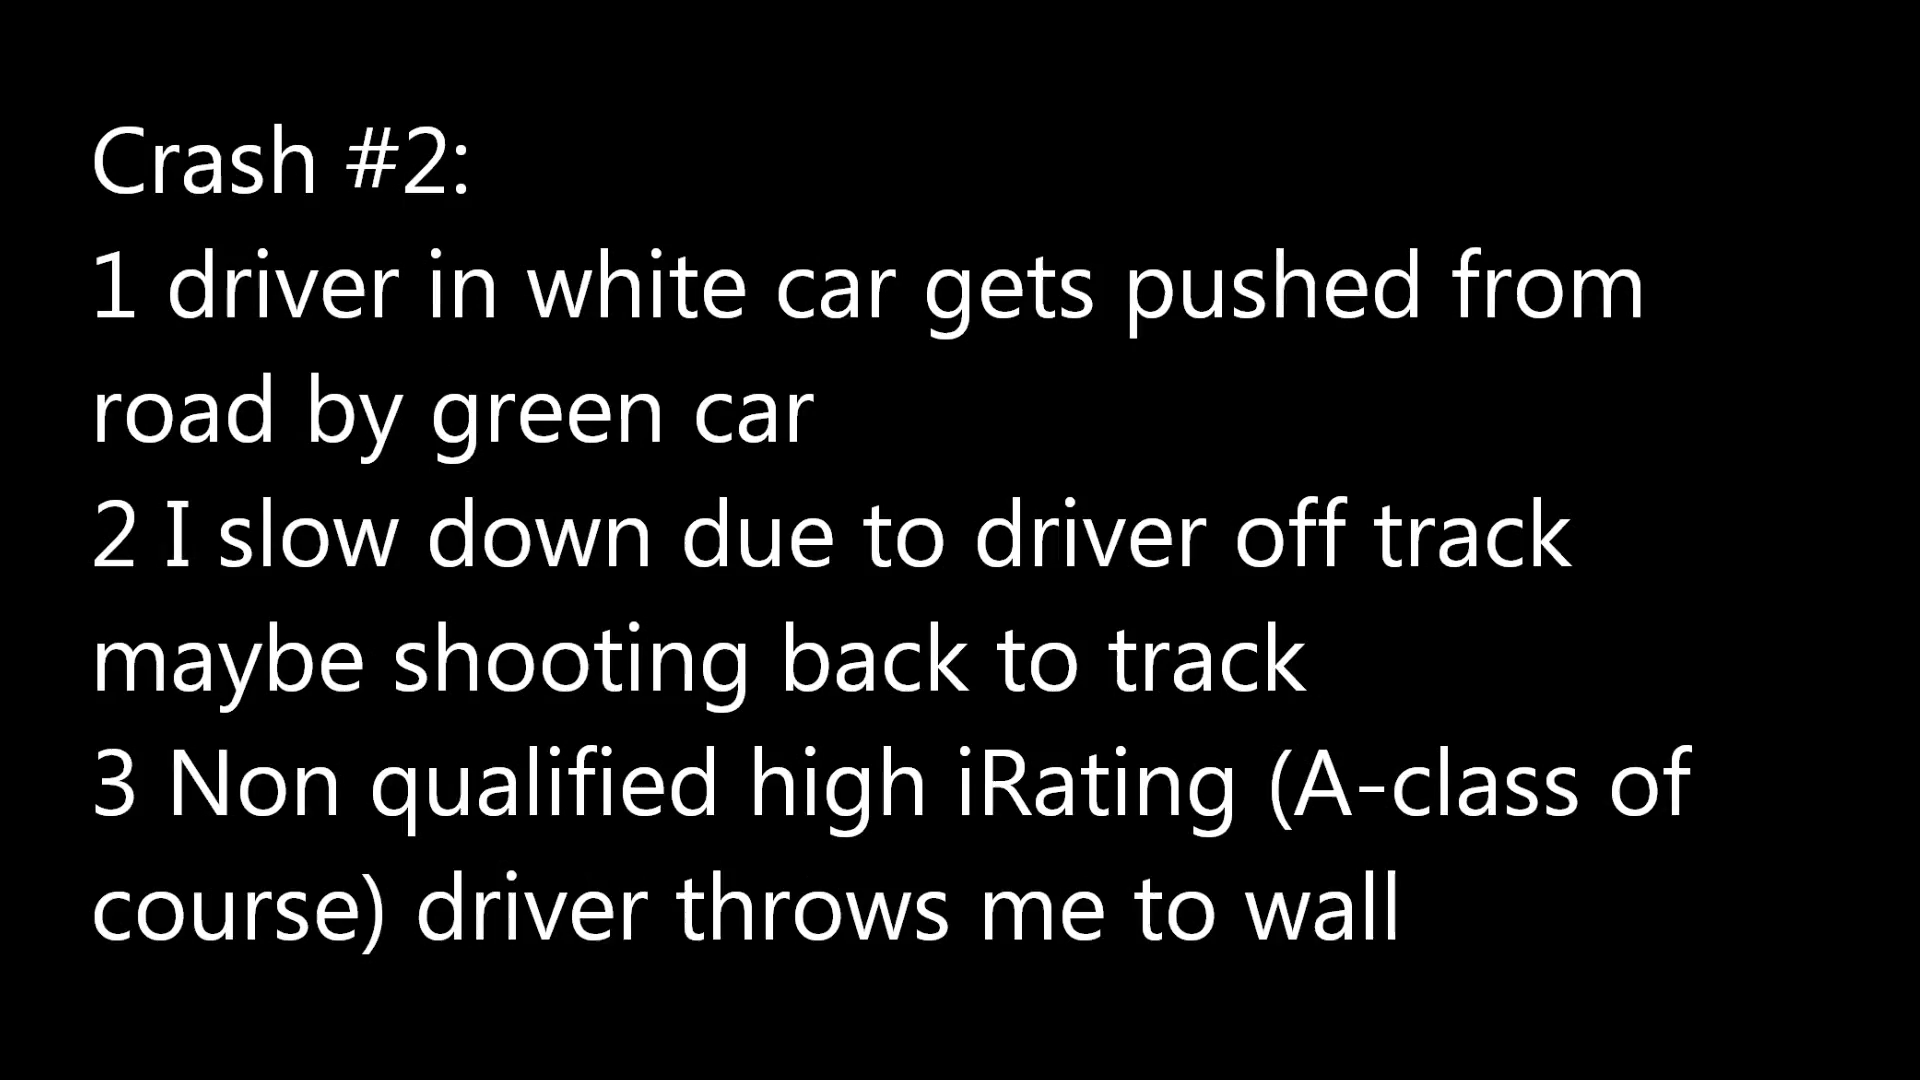 Crash #2:
1 driver in white car gets pushed from
road by green car
2 I slow down due to driver off track
maybe shooting back to track
3 Non qualified high iRating (A-class of
course) driver throws me to wall